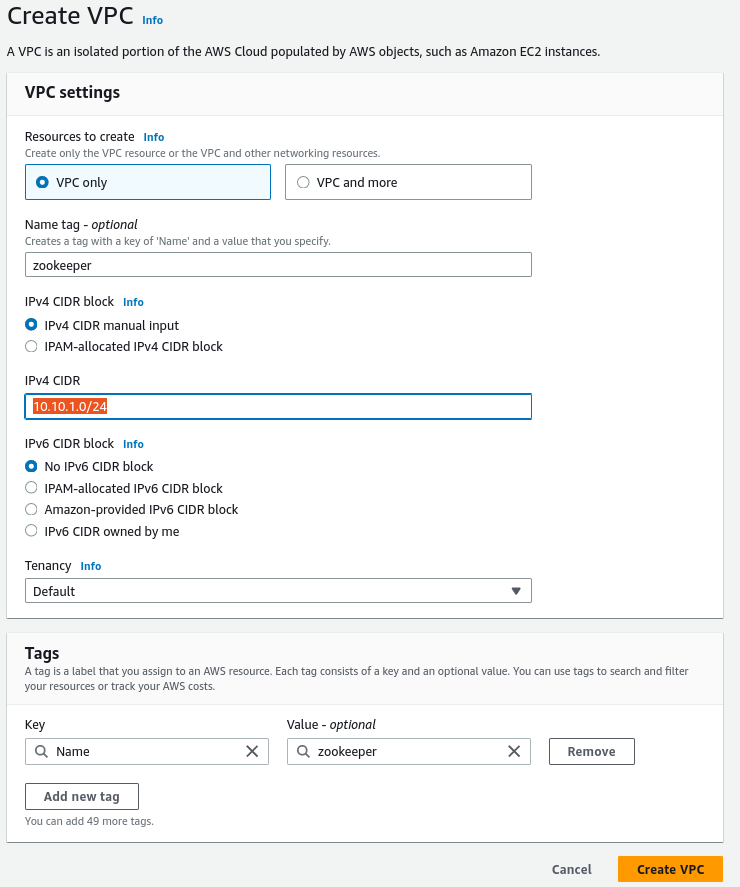 Create VPC Info
A VPC is an isolated portion of the AWS Cloud populated by AWS objects, such as Amazon EC2 instances.
VPC settings
Resources to create Info
Create only the VPC resource or the VPC and other networking resources.
VPC only
VPC and more
Name tag - optional
Creates a tag with a key of 'Name' and a value that you specify.
zookeeper
IPv4 CIDR block Info
IPv4 CIDR manual input
IPAM-allocated IPv4 CIDR block
IPv4 CIDR
10.10.1.0/24
IPv6 CIDR block Info
No IPv6 CIDR block
IPAM-allocated IPv6 CIDR block
Amazon-provided IPv6 CIDR block
IPv6 CIDR owned by me
Tenancy Info
Default
Tags
A tag is a label that you assign to an AWS resource. Each tag consists of a key and an optional value. You can use tags to search and filter
your resources or track your AWS costs.
Key
Value - optional
Name
zookeeper
Remove
Add new tag
You can add 49 more tags.
Cancel
Create VPC